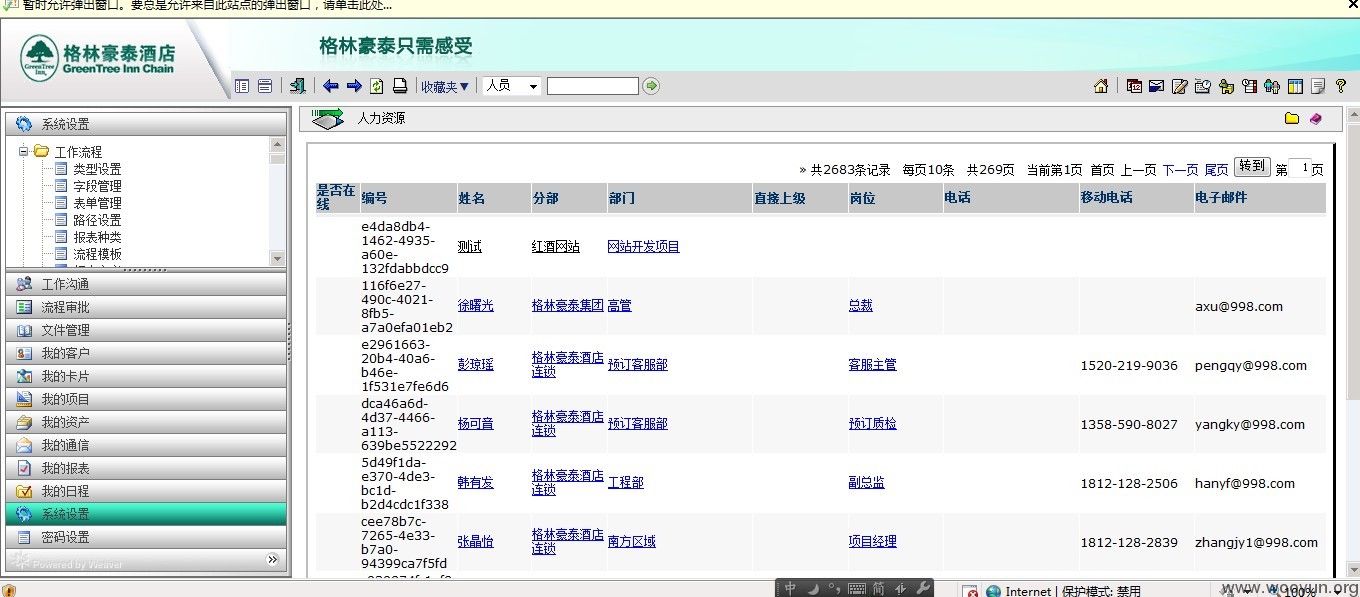 暂时允许弹出窗口。要总是允许来自此站点的弹出窗口，请单击此处...
格林豪泰酒店
GreenTree Inn Chain
格林豪泰只需感受
收藏夹 人员
系统设置
工作流程
类型设置
字段管理
表单管理
路径设置
报表种类
流程模板
工作沟通
流程审批
文件管理
我的客户
我的卡片
我的项目
我的资产
我的通信
我的报表
我的日程
系统设置
密码设置
Powered by Weaver
人力资源
» 共2683条记录 每页10条 共269页 当前第1页 首页 上一页 下一页 尾页 转到 第 1 页
是否在线 编号 姓名 分部 部门 直接上级 岗位 电话 移动电话 电子邮件
e4da8db4-1462-4935-a60e-132fdabbdcc9 测试 红酒网站 网站开发项目
116f6e27-490c-4021-8fb5-a7a0efa01eb2 徐曙光 格林豪泰集团 高管 总裁 axu@998.com
e2961663-20b4-40a6-b46e-1f531e7fe6d6 彭琼瑶 格林豪泰酒店连锁 预订客服部 客服主管 1520-219-9036 pengqy@998.com
dca46a6d-4d37-4466-a113-639be5522292 杨可音 格林豪泰酒店连锁 预订客服部 预订质检 1358-590-8027 yangky@998.com
5d49f1da-e370-4de3-bc1d-b2d4cdc1f338 韩有发 格林豪泰酒店连锁 工程部 副总监 1812-128-2506 hanyf@998.com
cee78b7c-7265-4e33-b7a0-94399ca7f5fd 张晶怡 格林豪泰酒店连锁 南方区域 项目经理 1812-128-2839 zhangjy1@998.com
中 简
Internet | 保护模式: 禁用
100%
www.wooyun.org